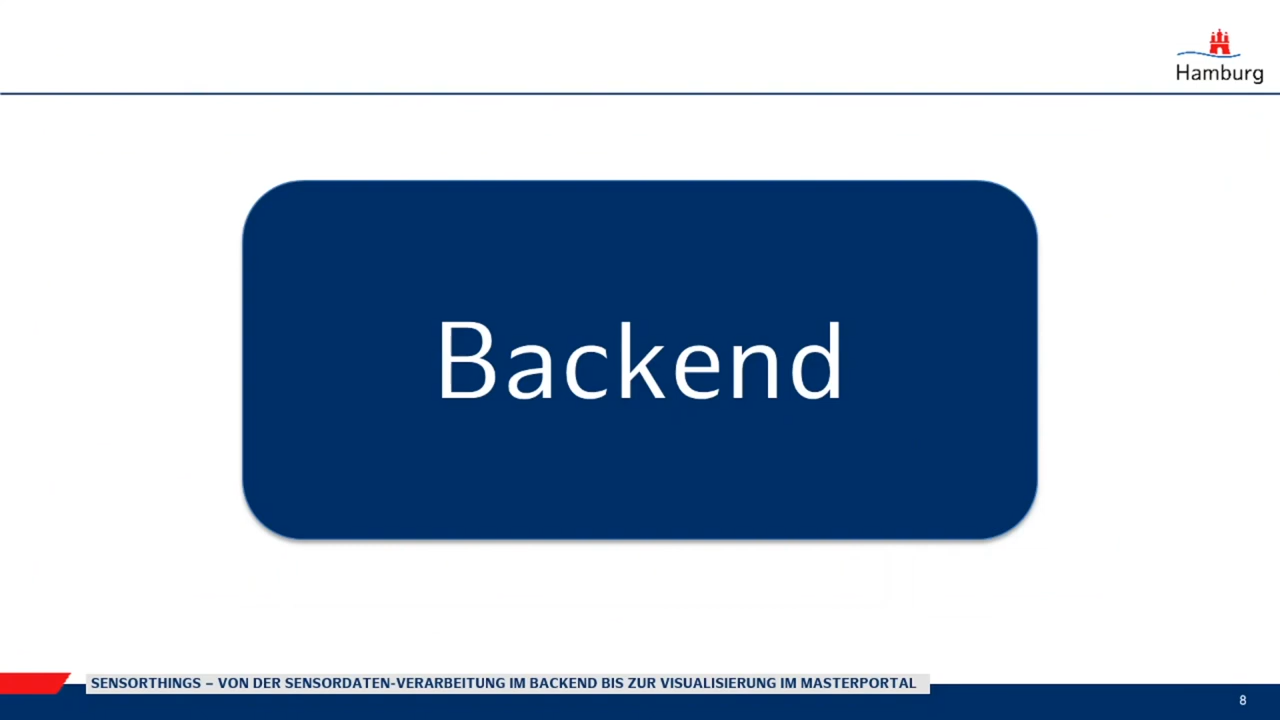 Hamburg
Backend
SENSORTHINGS – VON DER SENSORDATEN-VERARBEITUNG IM BACKEND BIS ZUR VISUALISIERUNG IM MASTERPORTAL
8